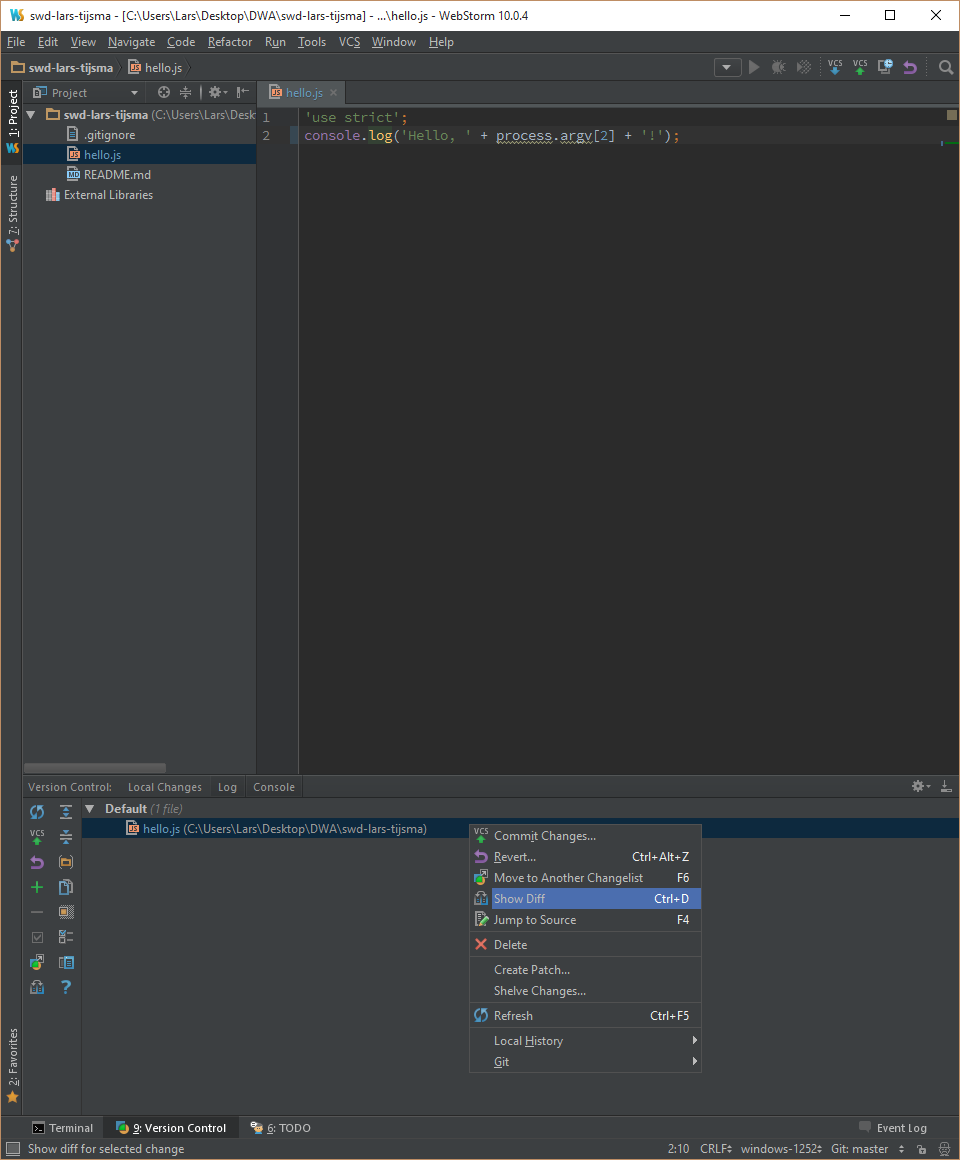 swd-lars-tijsma - [C:\Users\Lars\Desktop\DWA\swd-lars-tijsma] - ...\hello.js - WebStorm 10.0.4
File Edit View Navigate Code Refactor Run Tools VCS Window Help
swd-lars-tijsma hello.js VCS VCS
1: Project
7: Structure
2: Favorites
Project
swd-lars-tijsma (C:\Users\Lars\Desk
.gitignore
hello.js
README.md
External Libraries
hello.js
1 'use strict';
2 console.log('Hello, ' + process.argv[2] + '!');
Version Control: Local Changes Log Console
VCS
Default (1 file)
hello.js (C:\Users\Lars\Desktop\DWA\swd-lars-tijsma)
VCS Commit Changes...
Revert... Ctrl+Alt+Z
Move to Another Changelist F6
Show Diff Ctrl+D
Jump to Source F4
Delete
Create Patch...
Shelve Changes...
Refresh Ctrl+F5
Local History
Git
Terminal 9: Version Control 6: TODO Event Log
Show diff for selected change 2:10 CRLF windows-1252 Git: master